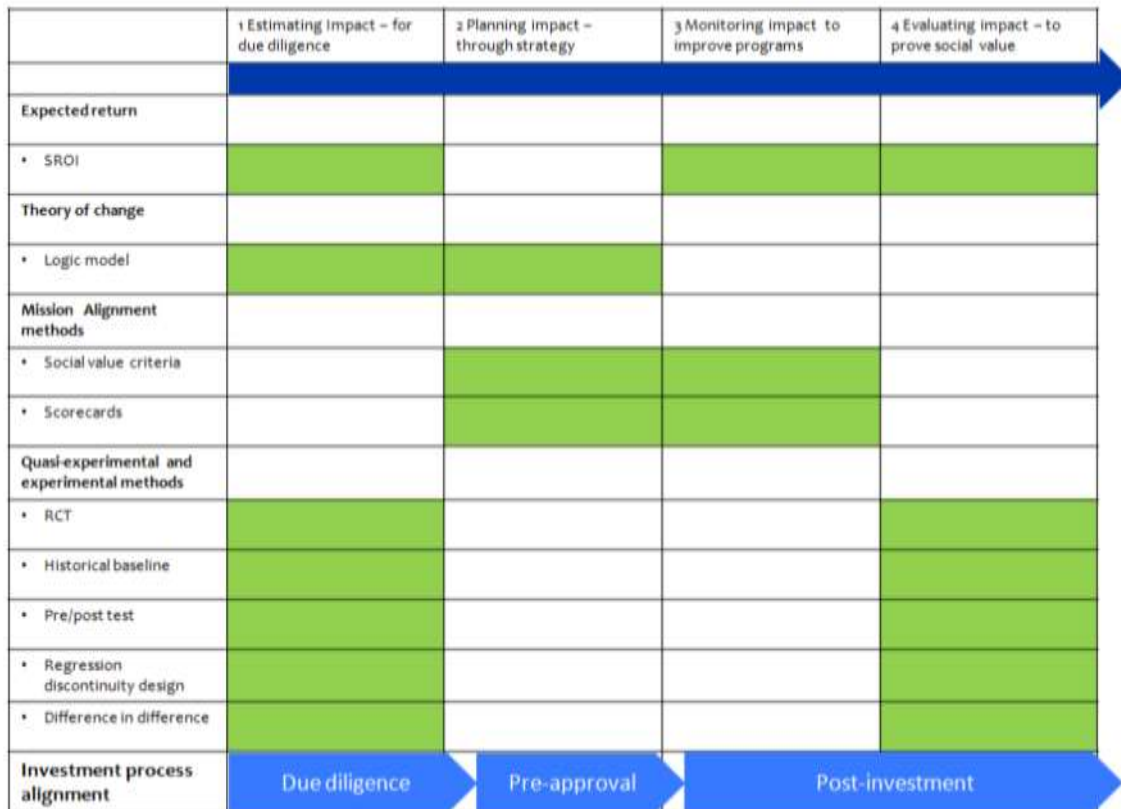 1 Estimating Impact – for
due diligence
2 Planning impact –
through strategy
3 Monitoring impact to
improve programs
4 Evaluating impact – to
prove social value
Expected return
• SROI
Theory of change
• Logic model
Mission Alignment
methods
• Social value criteria
• Scorecards
Quasi-experimental and
experimental methods
• RCT
• Historical baseline
• Pre/post test
• Regression
discontinuity design
• Difference in difference
Investment process
alignment
Due diligence
Pre-approval
Post-investment